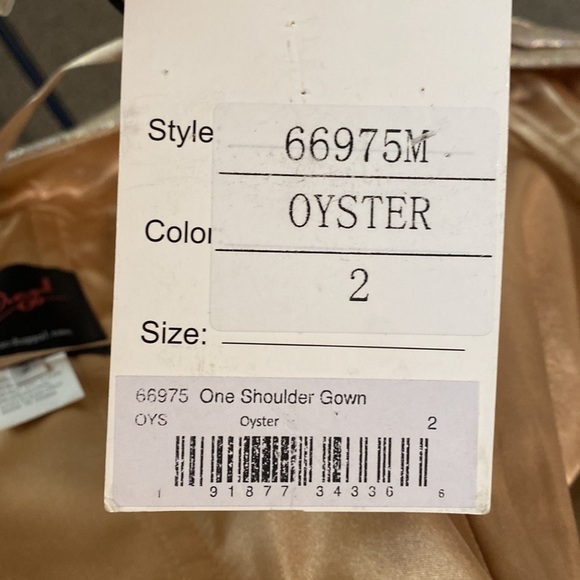 Style 66975M
Color OYSTER
2
Size:
66975 One Shoulder Gown
OYS Oyster 2
1 91877 34336 6